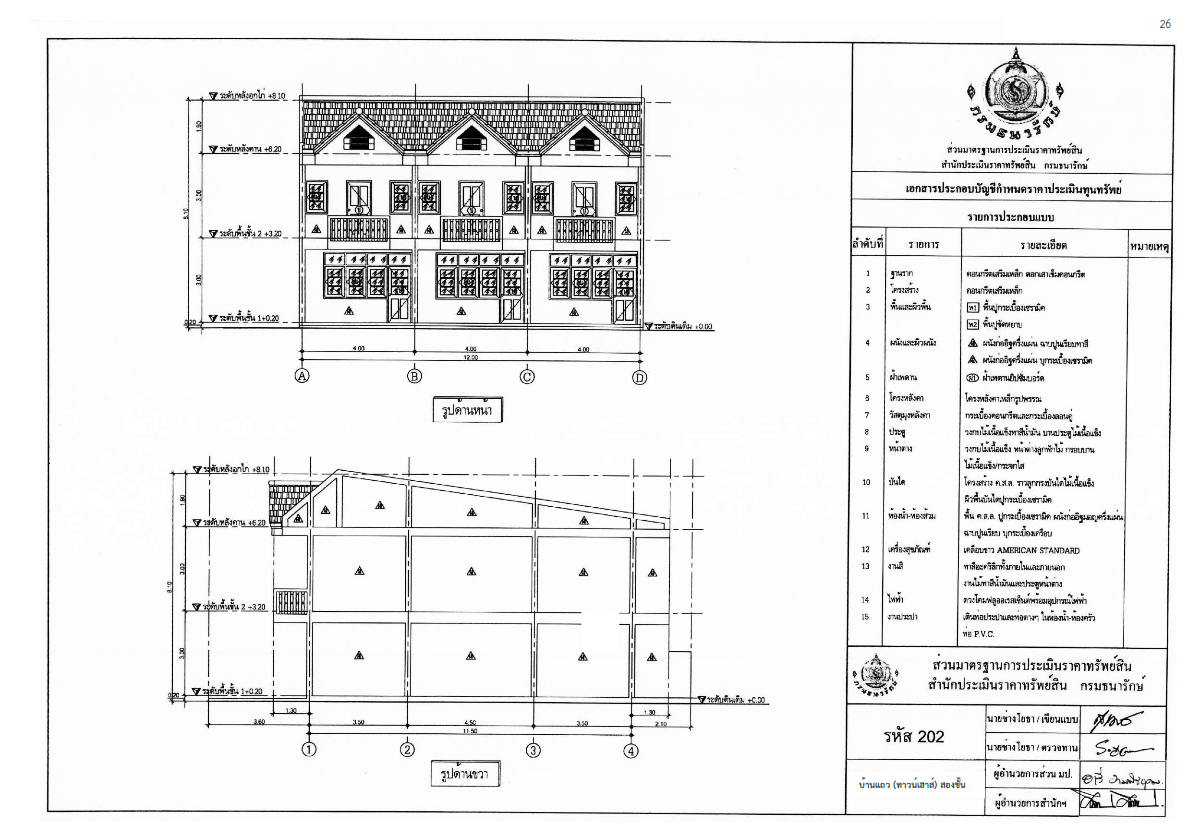 26
ระดับหลังอกไก่ +8.10
ระดับหลังคาน +6.20
ระดับพื้นชั้น 2 +3.20
ระดับพื้นชั้น 1+0.20
ระดับดินเดิม +0.00
1.90
3.00
3.00
0.20
8.10
4.00 4.00 4.00
12.00
A B C D
รูปด้านหน้า
ระดับหลังอกไก่ +8.10
ระดับหลังคาน +6.20
ระดับพื้นชั้น 2 +3.20
ระดับพื้นชั้น 1+0.20
ระดับดินเดิม +0.00
1.90
3.00
3.00
0.20
8.10
1.30 1.30
3.60 3.50 4.50 3.50 2.10
11.50
1 2 3 4
รูปด้านขวา
กรมธนารักษ์
ส่วนมาตรฐานการประเมินราคาทรัพย์สิน
สำนักประเมินราคาทรัพย์สิน กรมธนารักษ์
เอกสารประกอบบัญชีกำหนดราคาประเมินทุนทรัพย์
รายการประกอบแบบ
ลำดับที่ รายการ รายละเอียด หมายเหตุ
1 ฐานราก คอนกรีตเสริมเหล็ก ตอกเสาเข็มคอนกรีต
2 โครงสร้าง คอนกรีตเสริมเหล็ก
3 พื้นและผิวพื้น พ1 พื้นปูกระเบื้องเซรามิค
พ2 พื้นปูขัดหยาบ
4 ผนังและผิวผนัง ผนังก่ออิฐครึ่งแผ่น ฉาบปูนเรียบทาสี
ผนังก่ออิฐครึ่งแผ่น บุกระเบื้องเซรามิค
5 ฝ้าเพดาน ฝ1 ฝ้าเพดานยิปซั่มบอร์ด
6 โครงหลังคา โครงหลังคาเหล็กรูปพรรณ
7 วัสดุมุงหลังคา กระเบื้องคอนกรีตและกระเบื้องลอนคู่
8 ประตู วงกบไม้เนื้อแข็งทาสีน้ำมัน บานประตูไม้เนื้อแข็ง
9 หน้าต่าง วงกบไม้เนื้อแข็ง หน้าต่างลูกฟักไม้ กรอบบาน
ไม้เนื้อแข็ง/กระจกใส
10 บันได โครงสร้าง ค.ส.ล. ราวลูกกรงบันไดไม้เนื้อแข็ง
ผิวพื้นบันไดปูกระเบื้องเซรามิค
11 ห้องน้ำ-ห้องส้วม พื้น ค.ส.ล. ปูกระเบื้องเซรามิค ผนังก่ออิฐมอญครึ่งแผ่น
ฉาบปูนเรียบ บุกระเบื้องเคลือบ
12 เครื่องสุขภัณฑ์ เคลือบขาว AMERICAN STANDARD
13 งานสี ทาสีอะคริลิกทั้งภายในและภายนอก
งานไม้ทาสีน้ำมันและประตูหน้าต่าง
14 ไฟฟ้า ดวงโคมฟลูออเรสเซ็นต์พร้อมอุปกรณ์ไฟฟ้า
15 งานประปา เดินท่อประปาและท่อต่างๆ ในห้องน้ำ-ห้องครัว
ท่อ P.V.C.
ส่วนมาตรฐานการประเมินราคาทรัพย์สิน
สำนักประเมินราคาทรัพย์สิน กรมธนารักษ์
รหัส 202
นายช่างโยธา / เขียนแบบ
นายช่างโยธา / ตรวจทาน
บ้านแถว (ทาวน์เฮาส์) สองชั้น
ผู้อำนวยการส่วน มป.
ผู้อำนวยการสำนักฯ